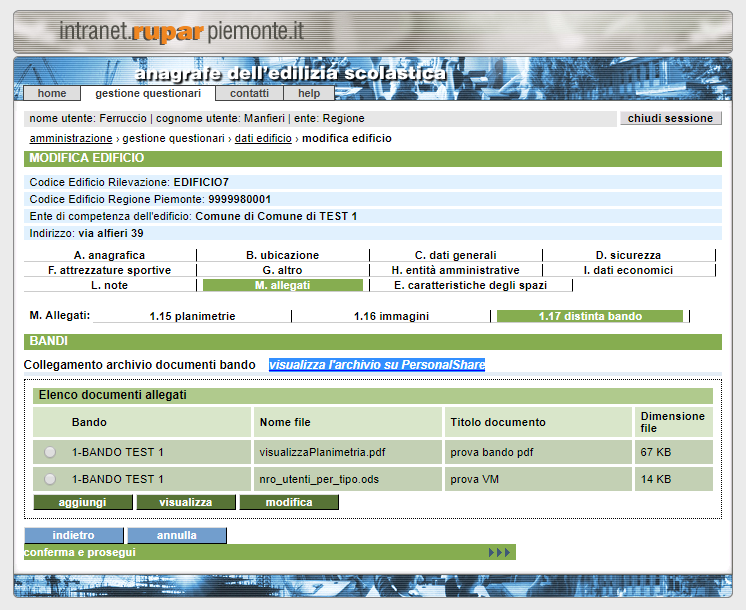 intranet.ruparpiemonte.it
anagrafe dell'edilizia scolastica
home gestione questionari contatti help
nome utente: Ferruccio | cognome utente: Manfieri | ente: Regione chiudi sessione
amministrazione › gestione questionari › dati edificio › modifica edificio
MODIFICA EDIFICIO
Codice Edificio Rilevazione: EDIFICIO7
Codice Edificio Regione Piemonte: 9999980001
Ente di competenza dell'edificio: Comune di Comune di TEST 1
Indirizzo: via alfieri 39
A. anagrafica B. ubicazione C. dati generali D. sicurezza
F. attrezzature sportive G. altro H. entità amministrative I. dati economici
L. note M. allegati E. caratteristiche degli spazi
M. Allegati: 1.15 planimetrie 1.16 immagini 1.17 distinta bando
BANDI
Collegamento archivio documenti bando visualizza l'archivio su PersonalShare
Elenco documenti allegati
Bando Nome file Titolo documento Dimensione file
1-BANDO TEST 1 visualizzaPlanimetria.pdf prova bando pdf 67 KB
1-BANDO TEST 1 nro_utenti_per_tipo.ods prova VM 14 KB
aggiungi visualizza modifica
indietro annulla
conferma e prosegui